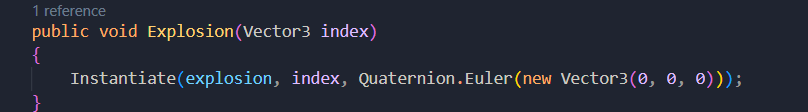 1 reference
public void Explosion(Vector3 index)
{
Instantiate(explosion, index, Quaternion.Euler(new Vector3(0, 0, 0)));
}